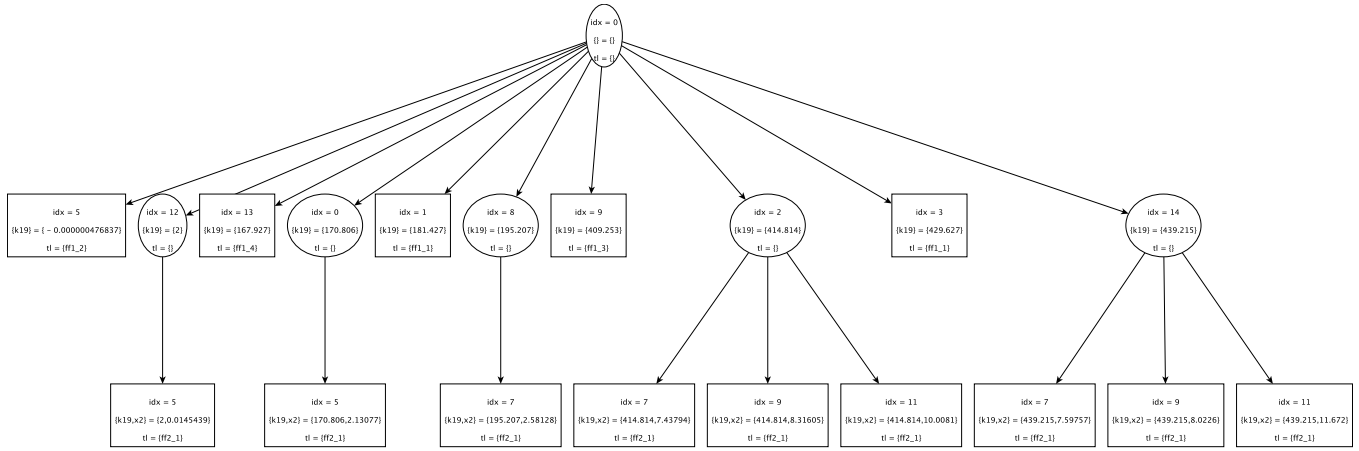 idx = 0
{} = {}
tl = {}
idx = 5
{k19} = { – 0.000000476837}
tl = {ff1_2}
idx = 12
{k19} = {2}
tl = {}
idx = 13
{k19} = {167.927}
tl = {ff1_4}
idx = 0
{k19} = {170.806}
tl = {}
idx = 1
{k19} = {181.427}
tl = {ff1_1}
idx = 8
{k19} = {195.207}
tl = {}
idx = 9
{k19} = {409.253}
tl = {ff1_3}
idx = 2
{k19} = {414.814}
tl = {}
idx = 3
{k19} = {429.627}
tl = {ff1_1}
idx = 14
{k19} = {439.215}
tl = {}
idx = 5
{k19,x2} = {2,0.0145439}
tl = {ff2_1}
idx = 5
{k19,x2} = {170.806,2.13077}
tl = {ff2_1}
idx = 7
{k19,x2} = {195.207,2.58128}
tl = {ff2_1}
idx = 7
{k19,x2} = {414.814,7.43794}
tl = {ff2_1}
idx = 9
{k19,x2} = {414.814,8.31605}
tl = {ff2_1}
idx = 11
{k19,x2} = {414.814,10.0081}
tl = {ff2_1}
idx = 7
{k19,x2} = {439.215,7.59757}
tl = {ff2_1}
idx = 9
{k19,x2} = {439.215,8.0226}
tl = {ff2_1}
idx = 11
{k19,x2} = {439.215,11.672}
tl = {ff2_1}